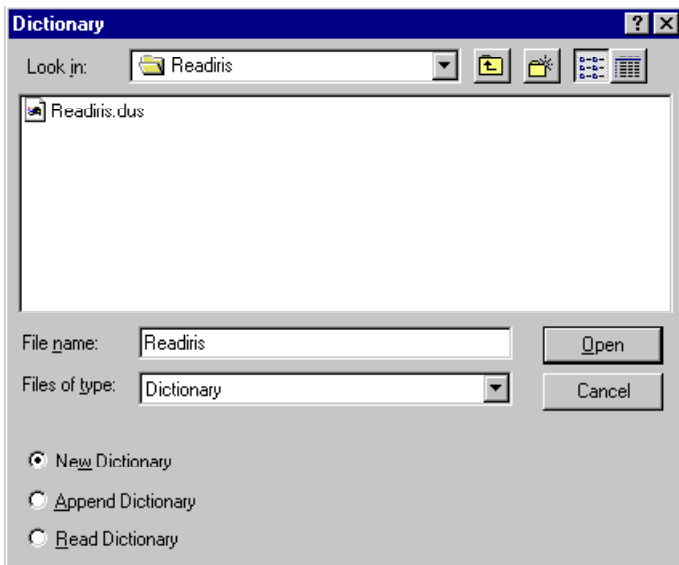 Dictionary
Look in: Readiris
Readiris.dus
File name: Readiris Open
Files of type: Dictionary Cancel
New Dictionary
Append Dictionary
Read Dictionary